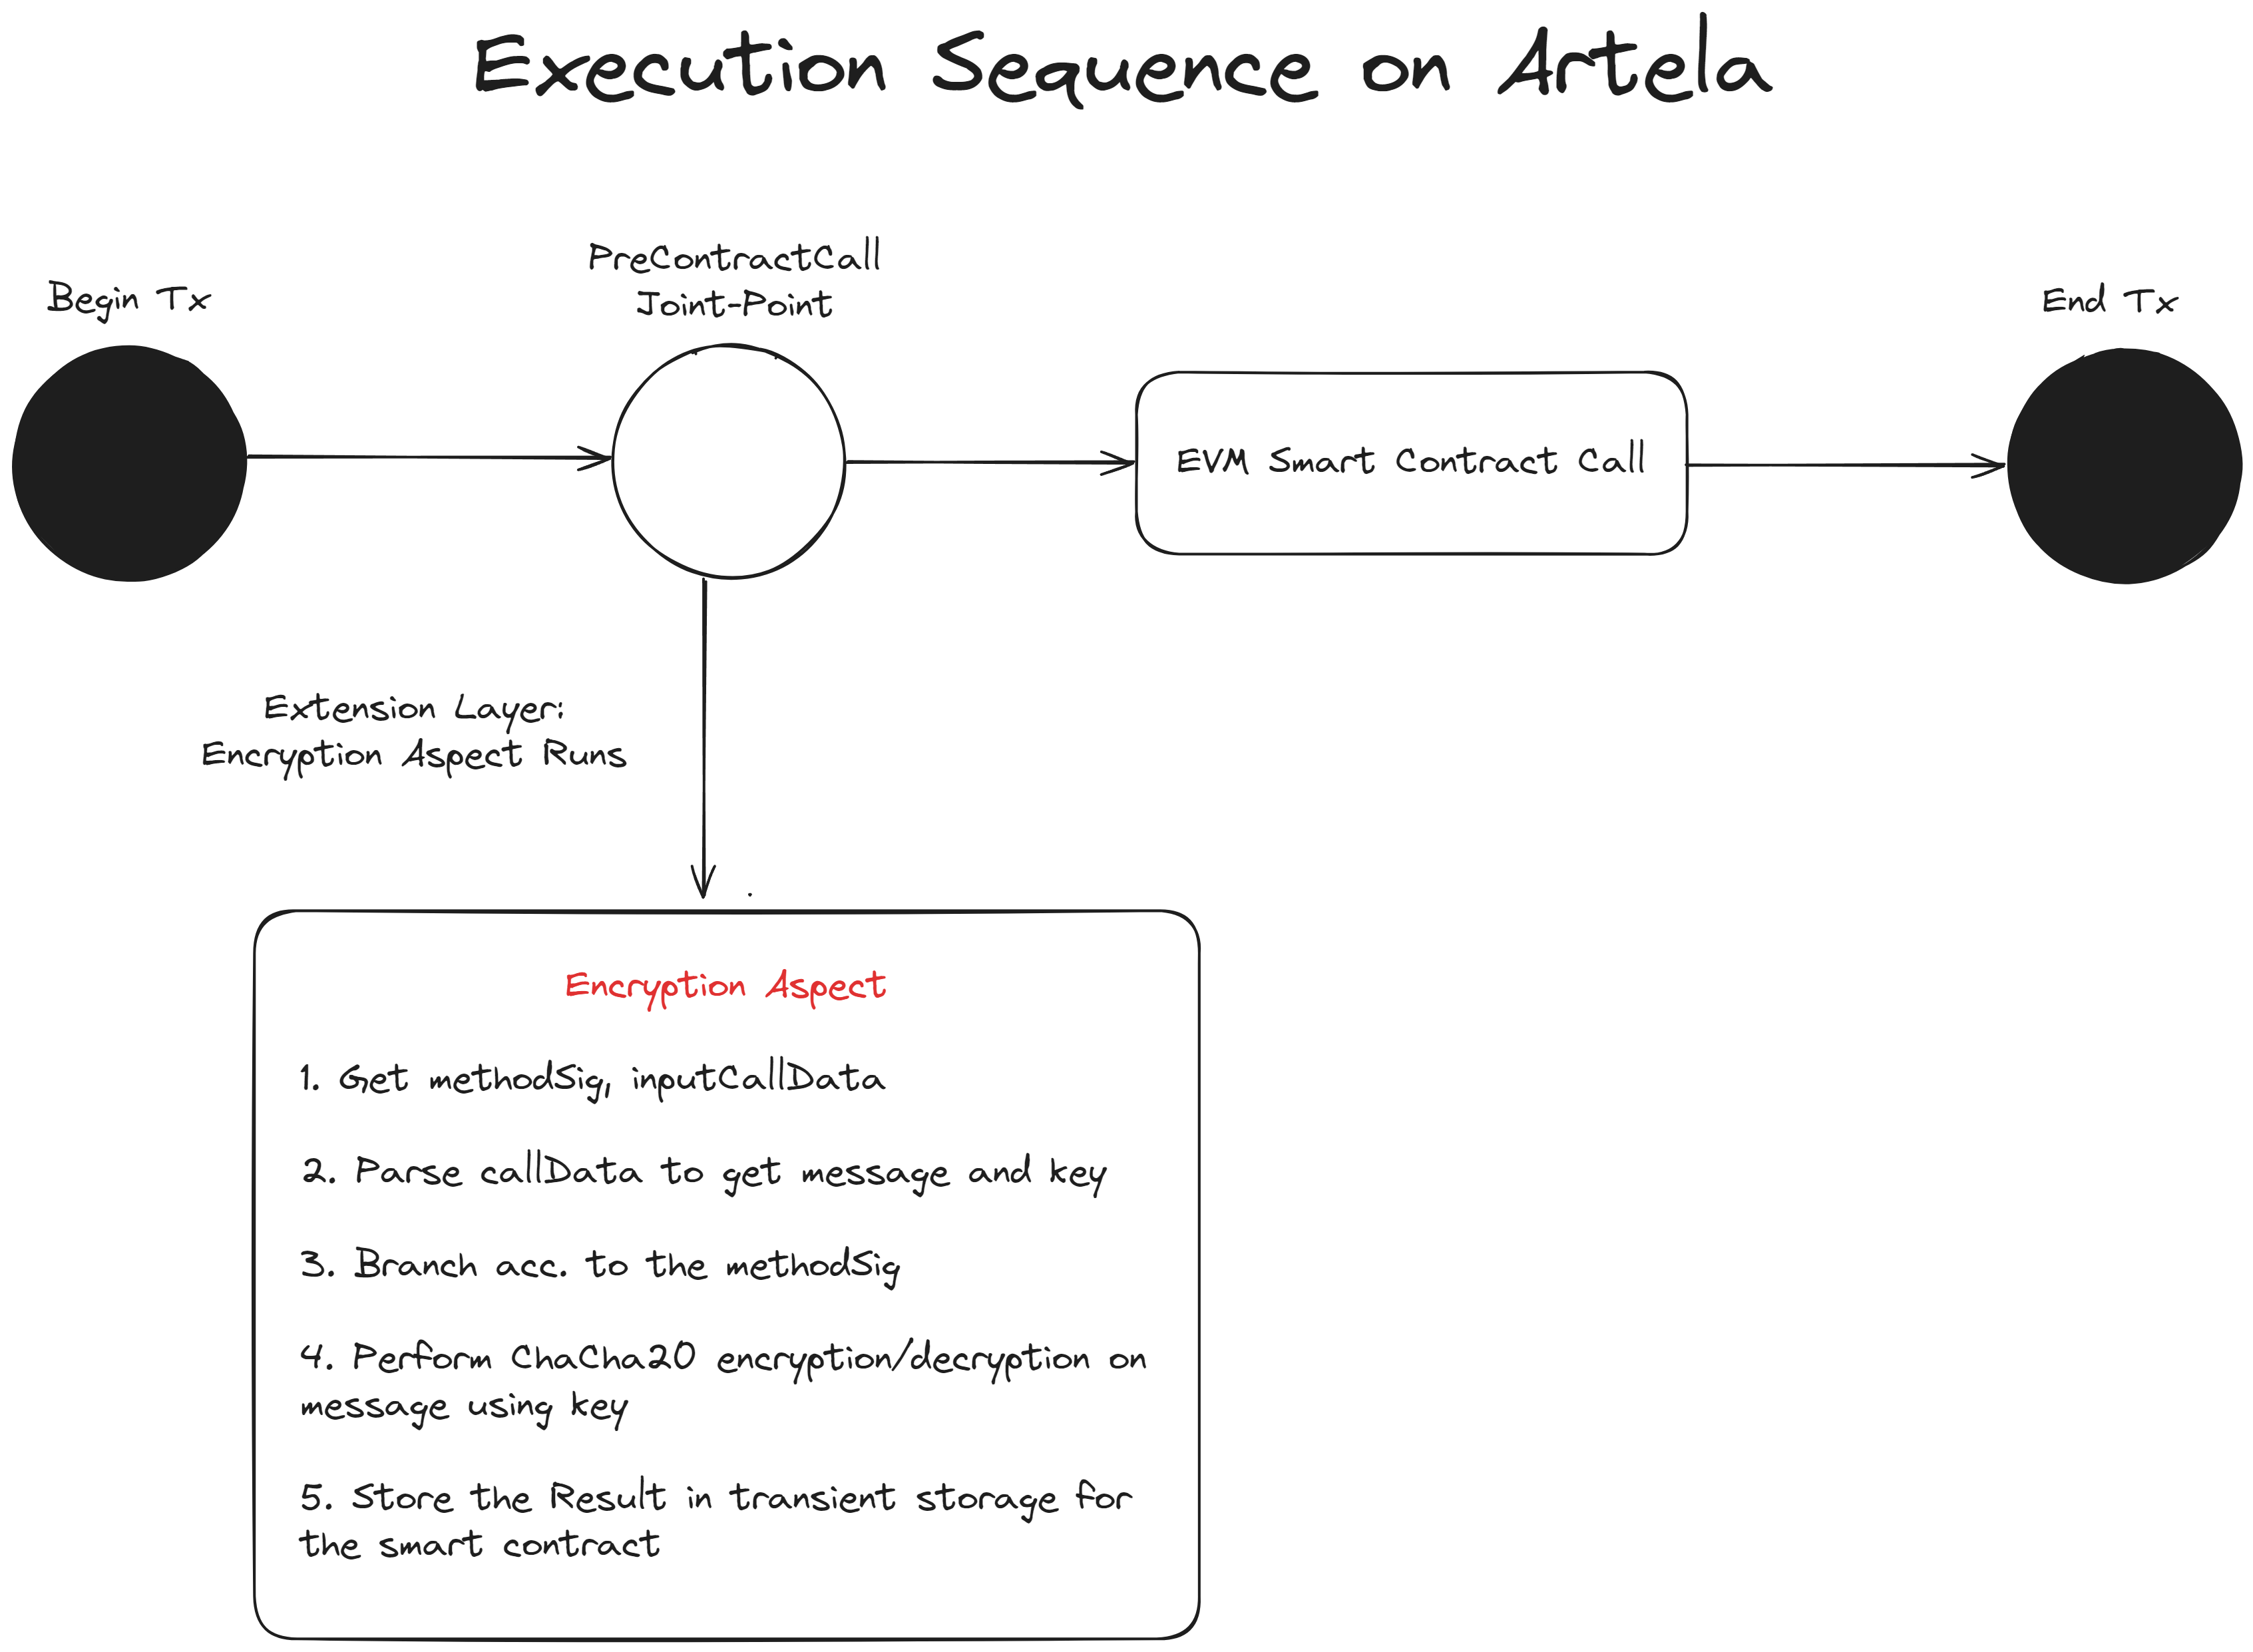 Execution Sequence on Artela
Begin Tx
PreContractCall
Joint-Point
End Tx
EVM Smart Contract Call
Extension Layer:
Encryption Aspect Runs
Encryption Aspect
1. Get methodSig, inputCallData
2. Parse callData to get message and key
3. Branch acc. to the methodSig
4. Perform ChaCha20 encryption/decryption on
message using key
5. Store the Result in transient storage for
the smart contract